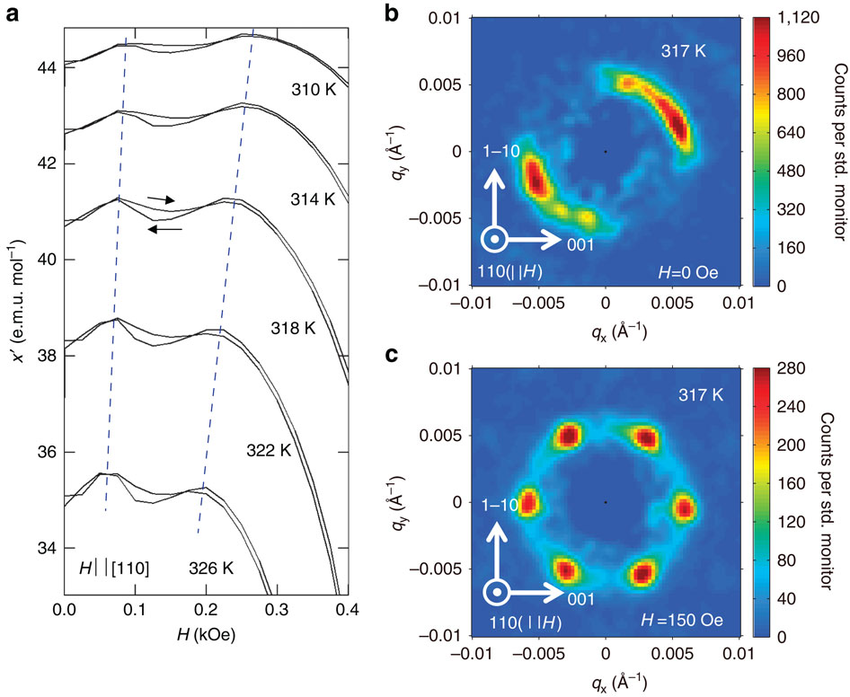 a
χ′ (e.m.u. mol⁻¹)
44
42
40
38
36
34
310 K
314 K
318 K
322 K
326 K
H||[110]
0.0
0.1
0.2
0.3
0.4
H (kOe)
b
0.01
0.005
0
−0.005
−0.01
qy (Å⁻¹)
317 K
1–10
001
110(||H)
H=0 Oe
−0.01
−0.005
0
0.005
0.01
qx (Å⁻¹)
1,120
960
800
640
480
320
160
0
Counts per std. monitor
c
0.01
0.005
0
−0.005
−0.01
qy (Å⁻¹)
317 K
1–10
001
110(||H)
H=150 Oe
−0.01
−0.005
0
0.005
0.01
qx (Å⁻¹)
280
240
200
160
120
80
40
0
Counts per std. monitor